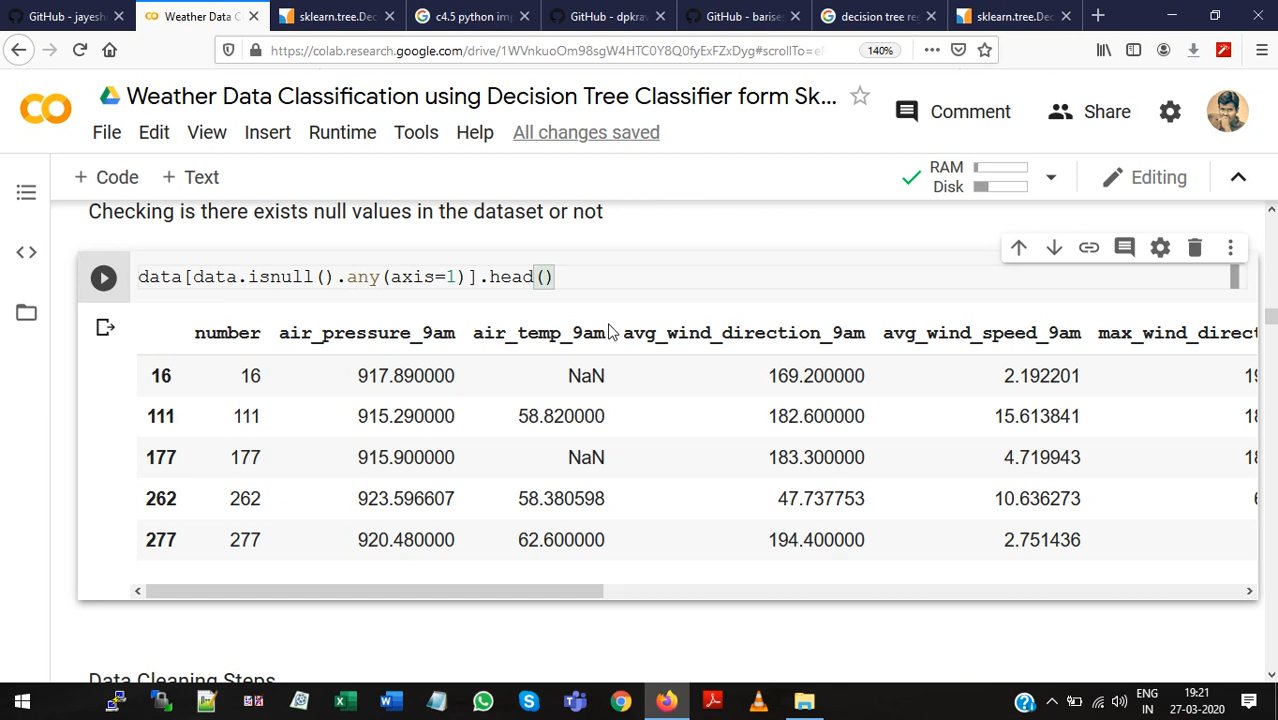 GitHub - jayesh
Weather Data C
sklearn.tree.Dec
c4.5 python imp
GitHub - dpkrav
GitHub - barises
decision tree reg
sklearn.tree.Dec
https://colab.research.google.com/drive/1WVnkuoOm98sgW4HTC0Y8Q0fyExFZxDyg#scrollTo=e
140%
Weather Data Classification using Decision Tree Classifier form Sk...
Comment
Share
File Edit View Insert Runtime Tools Help All changes saved
+ Code + Text
RAM
Disk
Editing
Checking is there exists null values in the dataset or not
data[data.isnull().any(axis=1)].head()
number air_pressure_9am air_temp_9am avg_wind_direction_9am avg_wind_speed_9am max_wind_direct
16 16 917.890000 NaN 169.200000 2.192201 19
111 111 915.290000 58.820000 182.600000 15.613841 18
177 177 915.900000 NaN 183.300000 4.719943 18
262 262 923.596607 58.380598 47.737753 10.636273 6
277 277 920.480000 62.600000 194.400000 2.751436
Data Cleaning Steps
ENG
IN
19:21
27-03-2020